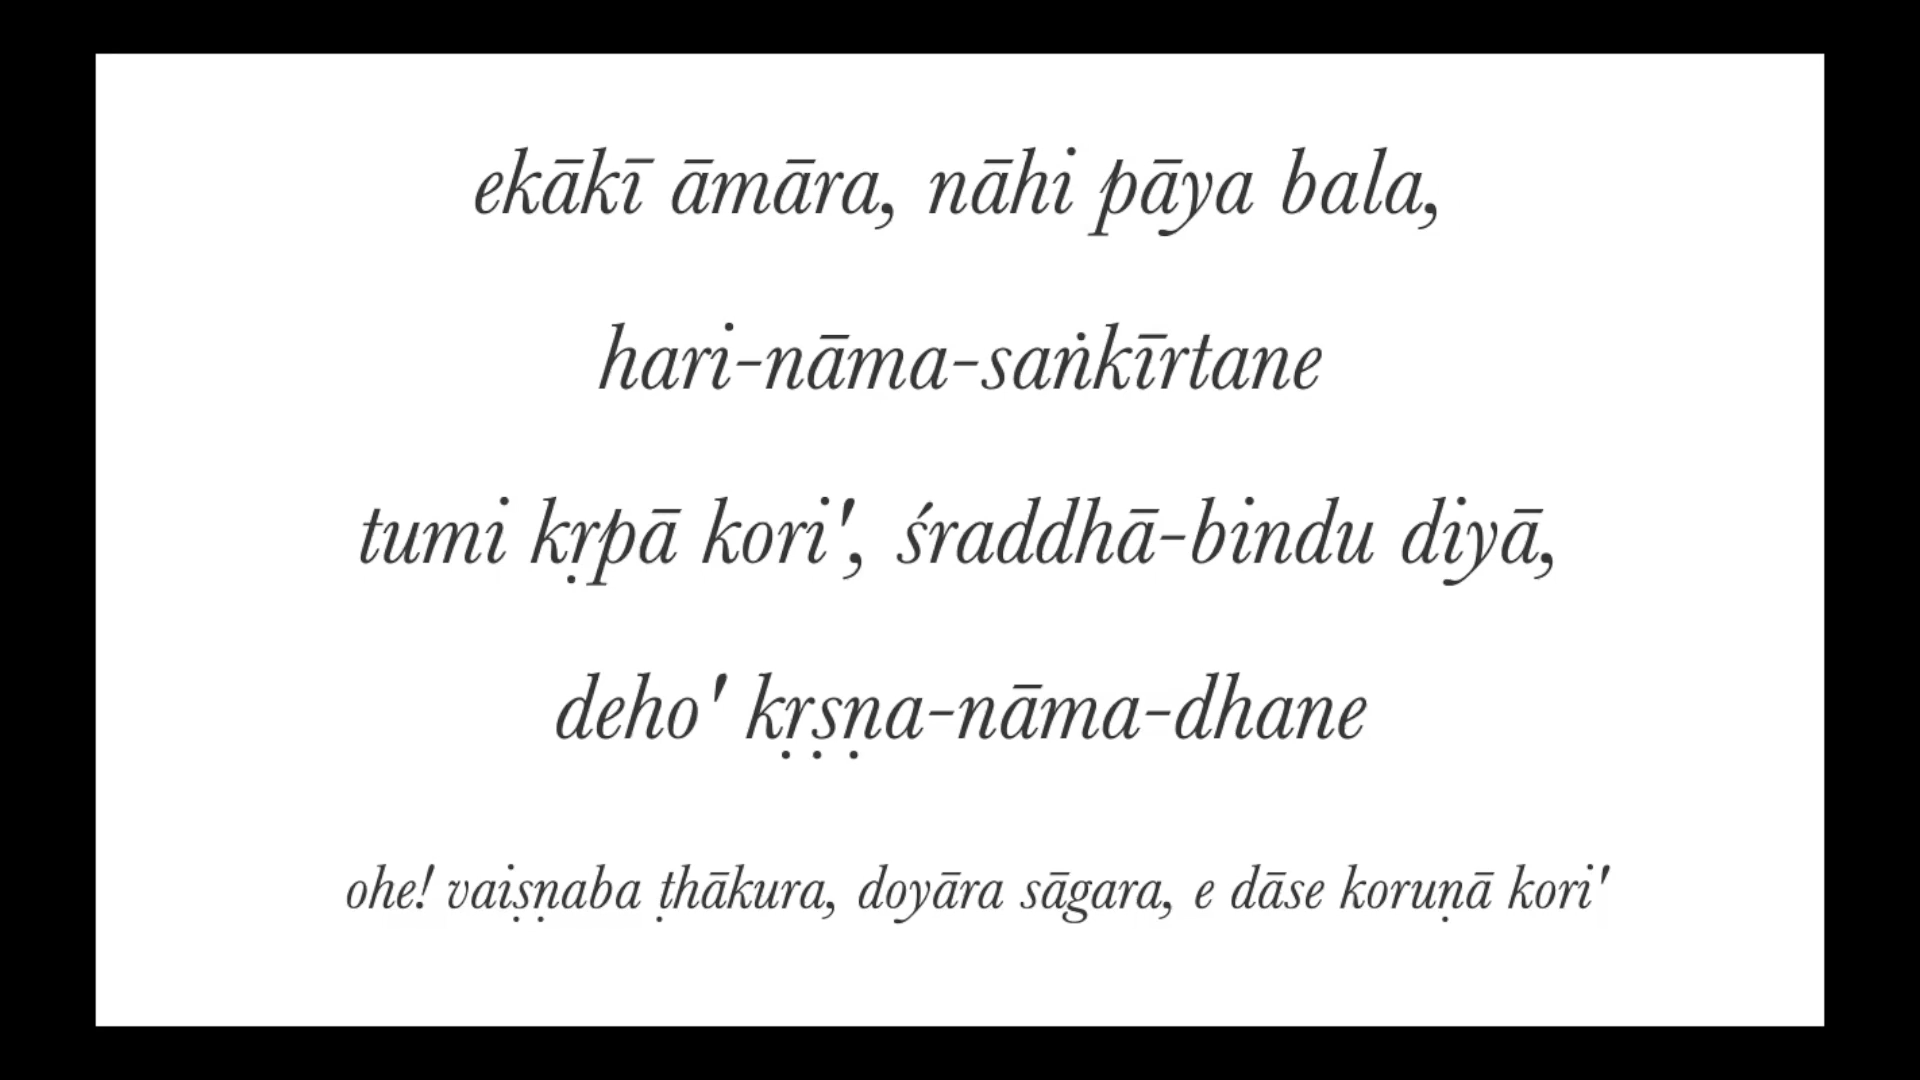 ekākī āmāra, nāhi pāya bala,
hari-nāma-saṅkīrtane
tumi kṛpā kori', śraddhā-bindu diyā,
deho' kṛṣṇa-nāma-dhane
ohe! vaiṣṇaba ṭhākura, doyāra sāgara, e dāse koruṇā kori'